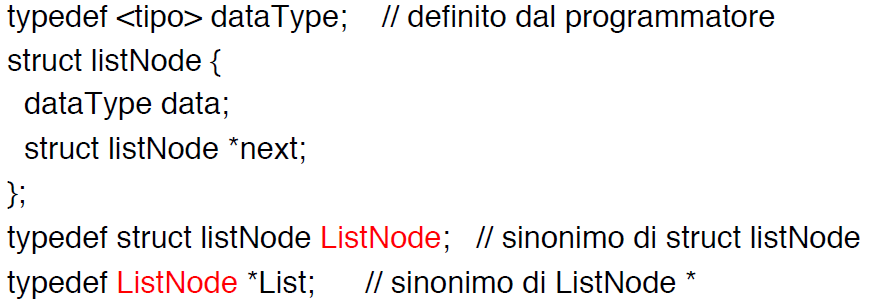 typedef <tipo> dataType; // definito dal programmatore
struct listNode {
dataType data;
struct listNode *next;
};
typedef struct listNode ListNode; // sinonimo di struct listNode
typedef ListNode *List; // sinonimo di ListNode *